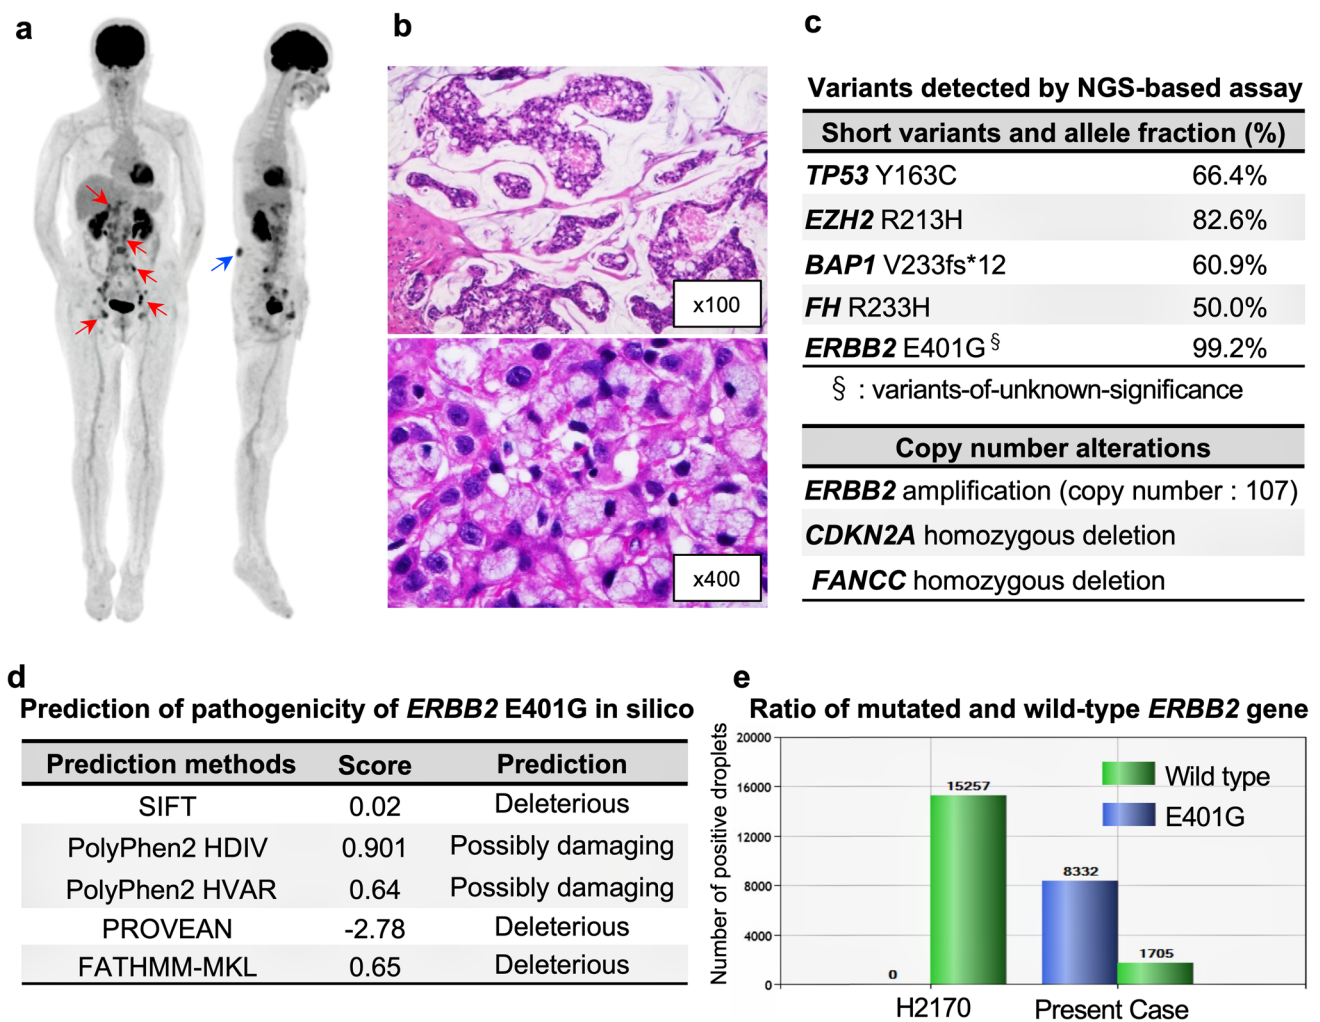 a
b
x100
x400
c
Variants detected by NGS-based assay
Short variants and allele fraction (%)
TP53 Y163C 66.4%
EZH2 R213H 82.6%
BAP1 V233fs*12 60.9%
FH R233H 50.0%
ERBB2 E401G§ 99.2%
§ : variants-of-unknown-significance
Copy number alterations
ERBB2 amplification (copy number : 107)
CDKN2A homozygous deletion
FANCC homozygous deletion
d
Prediction of pathogenicity of ERBB2 E401G in silico
Prediction methods Score Prediction
SIFT 0.02 Deleterious
PolyPhen2 HDIV 0.901 Possibly damaging
PolyPhen2 HVAR 0.64 Possibly damaging
PROVEAN -2.78 Deleterious
FATHMM-MKL 0.65 Deleterious
e
Ratio of mutated and wild-type ERBB2 gene
Number of positive droplets
20000
16000
12000
8000
4000
0
Wild type
E401G
0
15257
8332
1705
H2170
Present Case